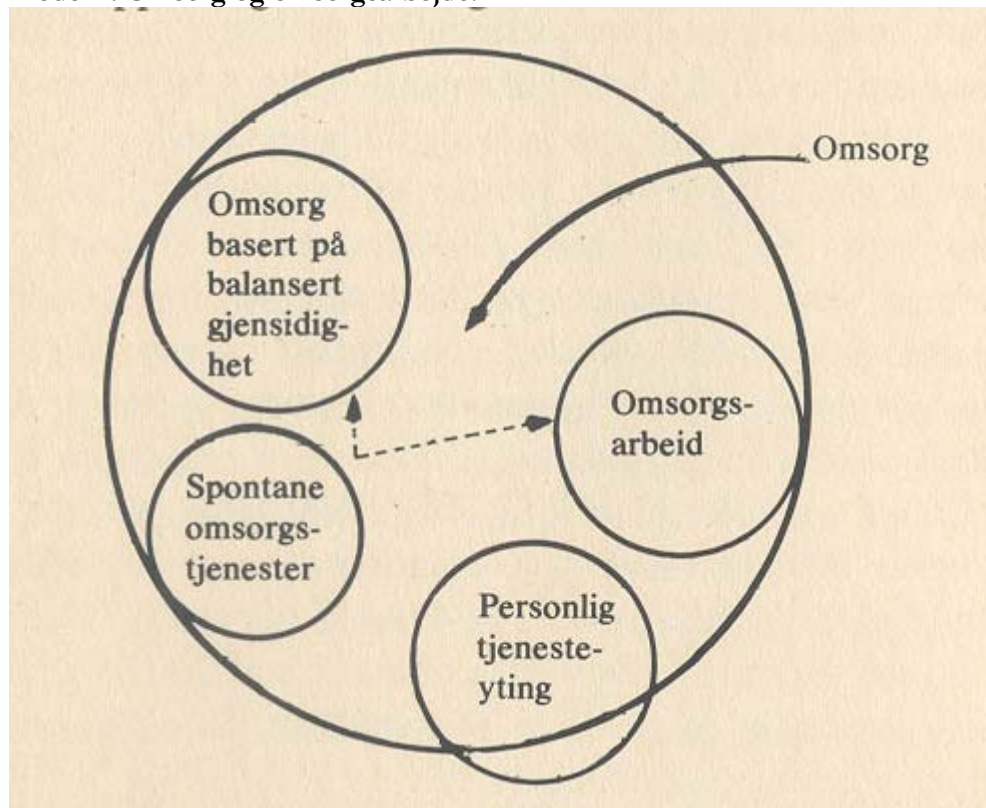 Omsorg
Omsorg
basert på
balansert
gjensidig-
het
Omsorgs-
arbeid
Spontane
omsorgs-
tjenester
Personlig
tjeneste-
yting